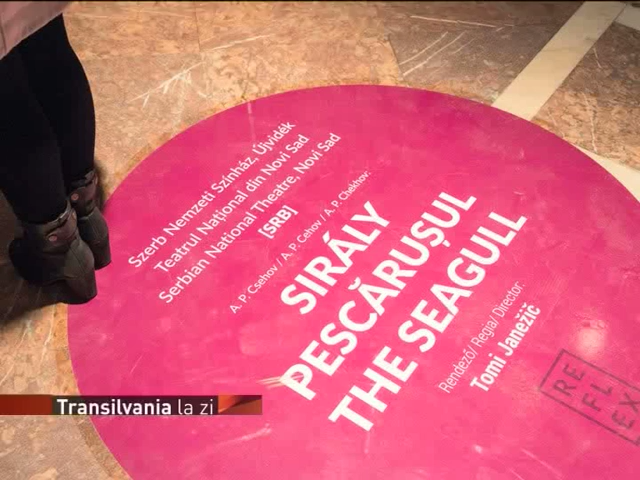 Szerb Nemzeti Színház, Újvidék
Teatrul Național din Novi Sad
Serbian National Theatre, Novi Sad
[SRB]
A. P. Csehov / A. P. Cehov / A. P. Chekhov:
SIRÁLY
PESCĂRUȘUL
THE SEAGULL
Rendező/ Regia/ Director:
Tomi Janežič
RE
FL
EX
Transilvania la zi